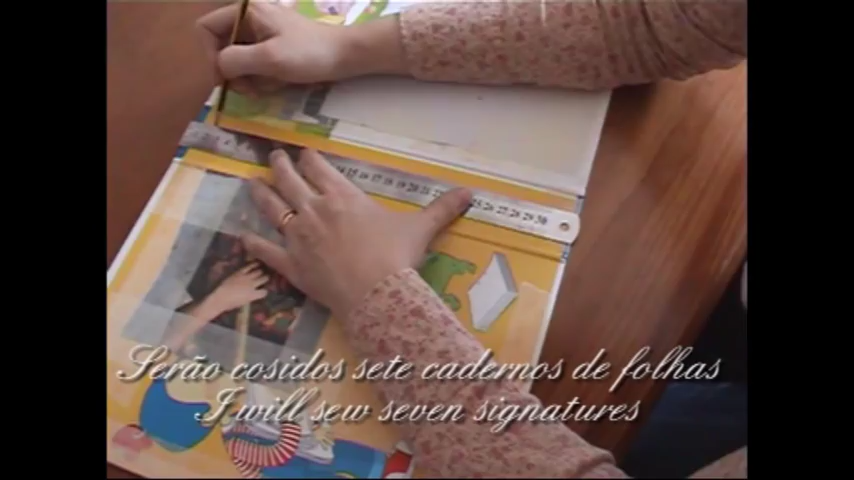 Serão cosidos sete cadernos de folhas
I will sew seven signatures